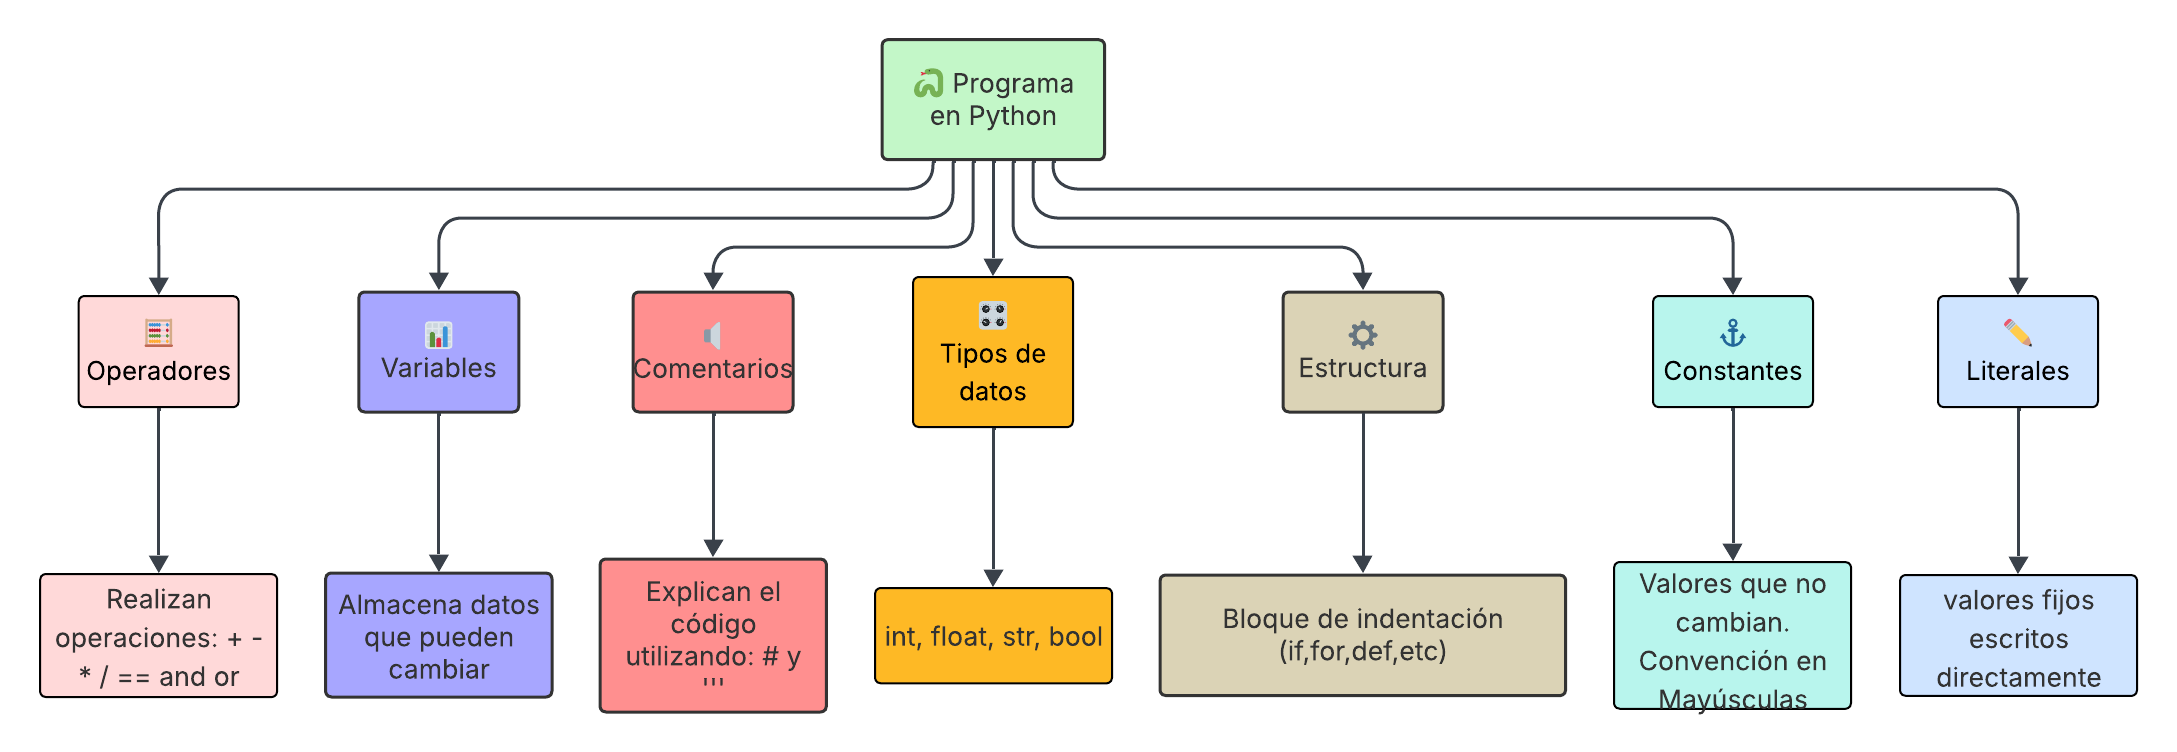 🐍 Programa
en Python
Operadores
Variables
Comentarios
Tipos de
datos
Estructura
Constantes
Literales
Realizan
operaciones: + -
* / == and or
Almacena datos
que pueden
cambiar
Explican el
código
utilizando: # y
'''
int, float, str, bool
Bloque de indentación
(if,for,def,etc)
Valores que no
cambian.
Convención en
Mayúsculas
valores fijos
escritos
directamente